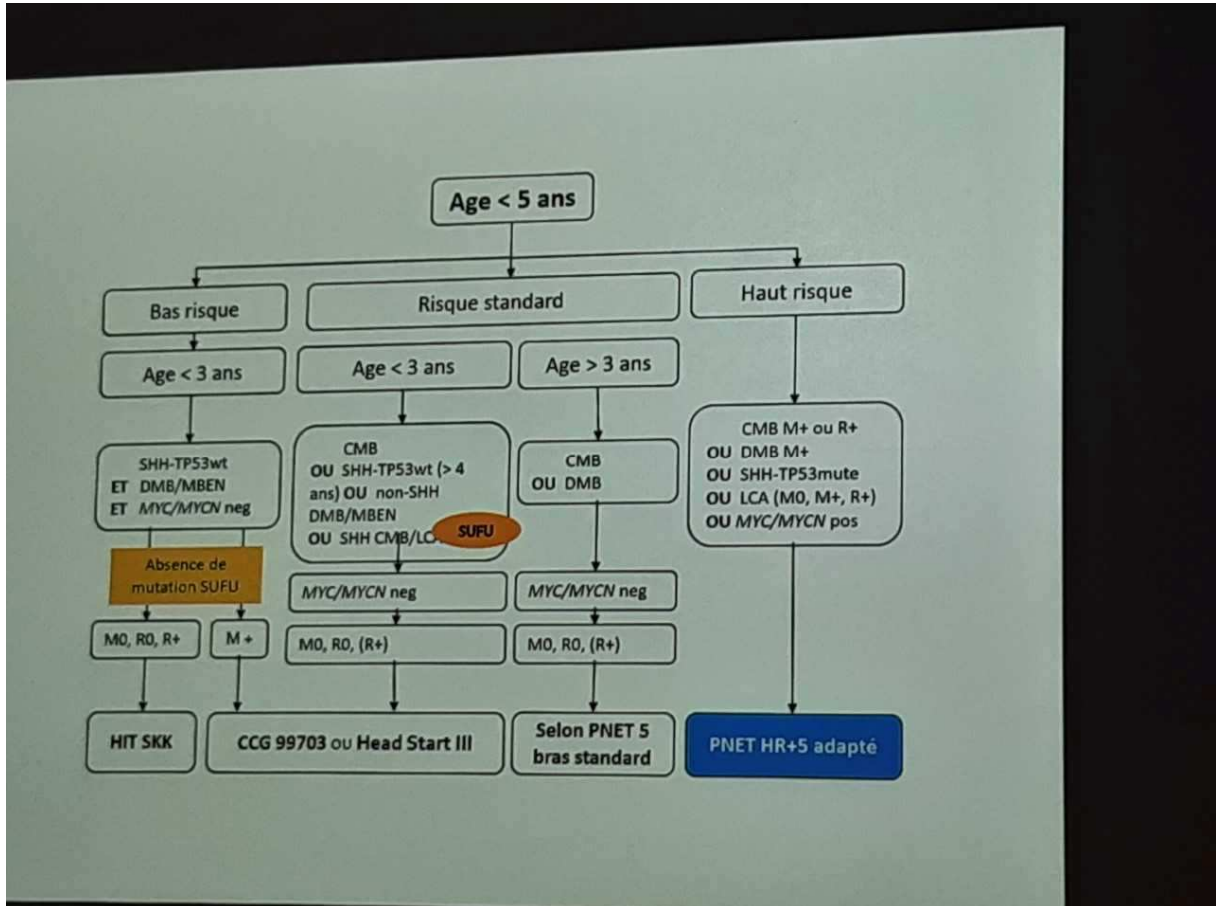 Age < 5 ans
Bas risque
Risque standard
Haut risque
Age < 3 ans
Age < 3 ans
Age > 3 ans
SHH-TP53wt
ET DMB/MBEN
ET MYC/MYCN neg
CMB
OU SHH-TP53wt (> 4
ans) OU non-SHH
DMB/MBEN
OU SHH CMB/LC
SUFU
CMB
OU DMB
CMB M+ ou R+
OU DMB M+
OU SHH-TP53mute
OU LCA (M0, M+, R+)
OU MYC/MYCN pos
Absence de
mutation SUFU
MYC/MYCN neg
MYC/MYCN neg
M0, R0, R+
M +
M0, R0, (R+)
M0, R0, (R+)
HIT SKK
CCG 99703 OU Head Start III
Selon PNET 5
bras standard
PNET HR+5 adapté